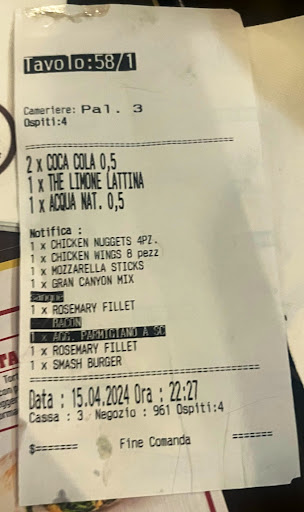 Tavolo:58/1
Cameriere: Pal. 3
Ospiti:4
2 x COCA COLA 0,5
1 x THE LIMONE LATTINA
1 x ACQUA NAT. 0,5
Notifica :
1 x CHICKEN NUGGETS 4PZ.
1 x CHICKEN WINGS 8 pezz
1 x MOZZARELLA STICKS
1 x GRAN CANYON MIX
sangue
1 x ROSEMARY FILLET
BACON
1 x AGG. PARMIGIANO A SC
1 x ROSEMARY FILLET
1 x SMASH BURGER
Data : 15.04.2024 Ora : 22:27
Cassa : 3 Negozio : 961 Ospiti:4
$------- Fine Comanda -------